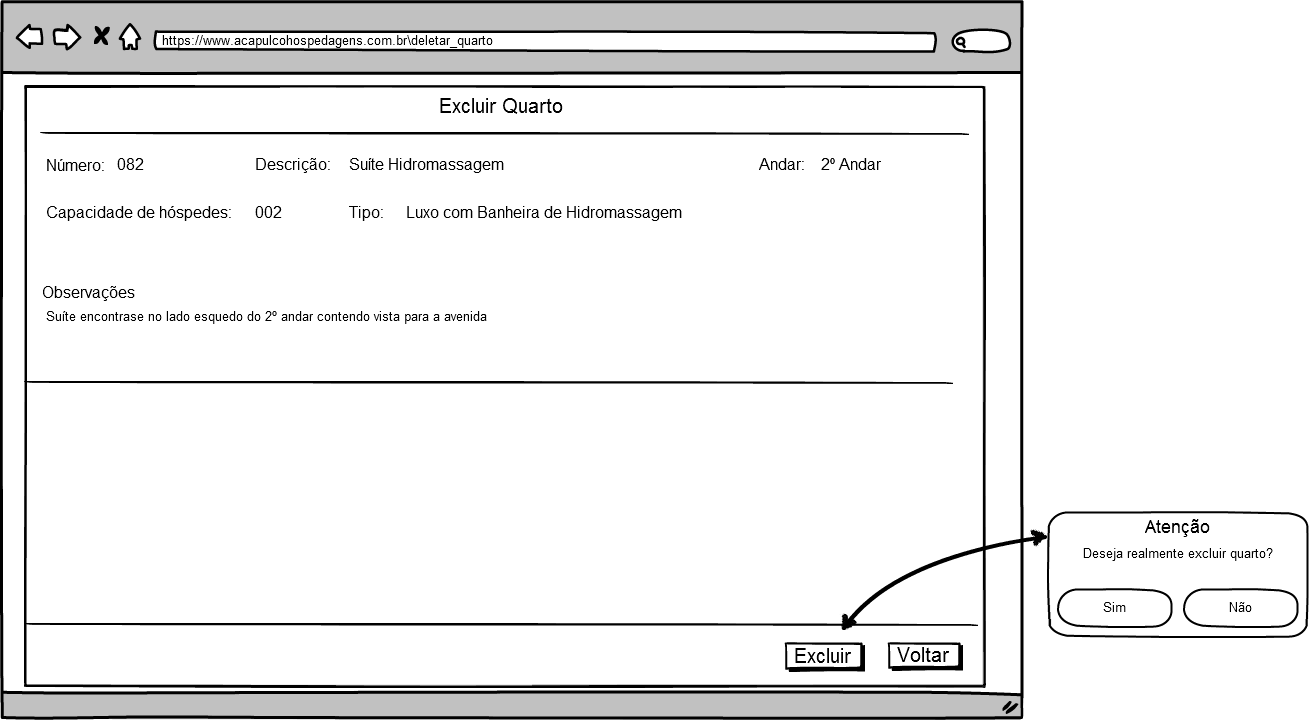 https://www.acapulcohospedagens.com.br\deletar_quarto
Excluir Quarto
Número: 082 Descrição: Suíte Hidromassagem Andar: 2º Andar
Capacidade de hóspedes: 002 Tipo: Luxo com Banheira de Hidromassagem
Observações
Suíte encontrase no lado esquedo do 2º andar contendo vista para a avenida
Atenção
Deseja realmente excluir quarto?
Sim Não
Excluir Voltar